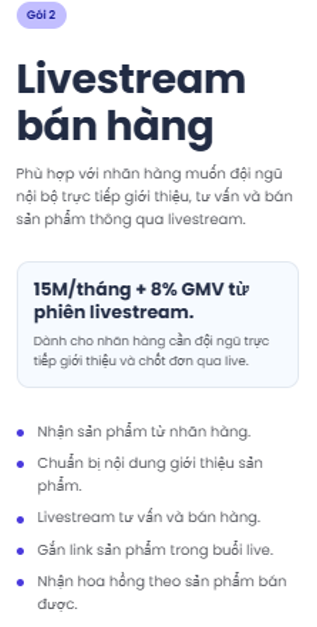 Gói 2
Livestream
bán hàng
Phù hợp với nhãn hàng muốn đội ngũ
nội bộ trực tiếp giới thiệu, tư vấn và bán
sản phẩm thông qua livestream.
15M/tháng + 8% GMV từ
phiên livestream.
Dành cho nhãn hàng cần đội ngũ trực
tiếp giới thiệu và chốt đơn qua live.
Nhận sản phẩm từ nhãn hàng.
Chuẩn bị nội dung giới thiệu sản
phẩm.
Livestream tư vấn và bán hàng.
Gắn link sản phẩm trong buổi live.
Nhận hoa hồng theo sản phẩm bán
được.